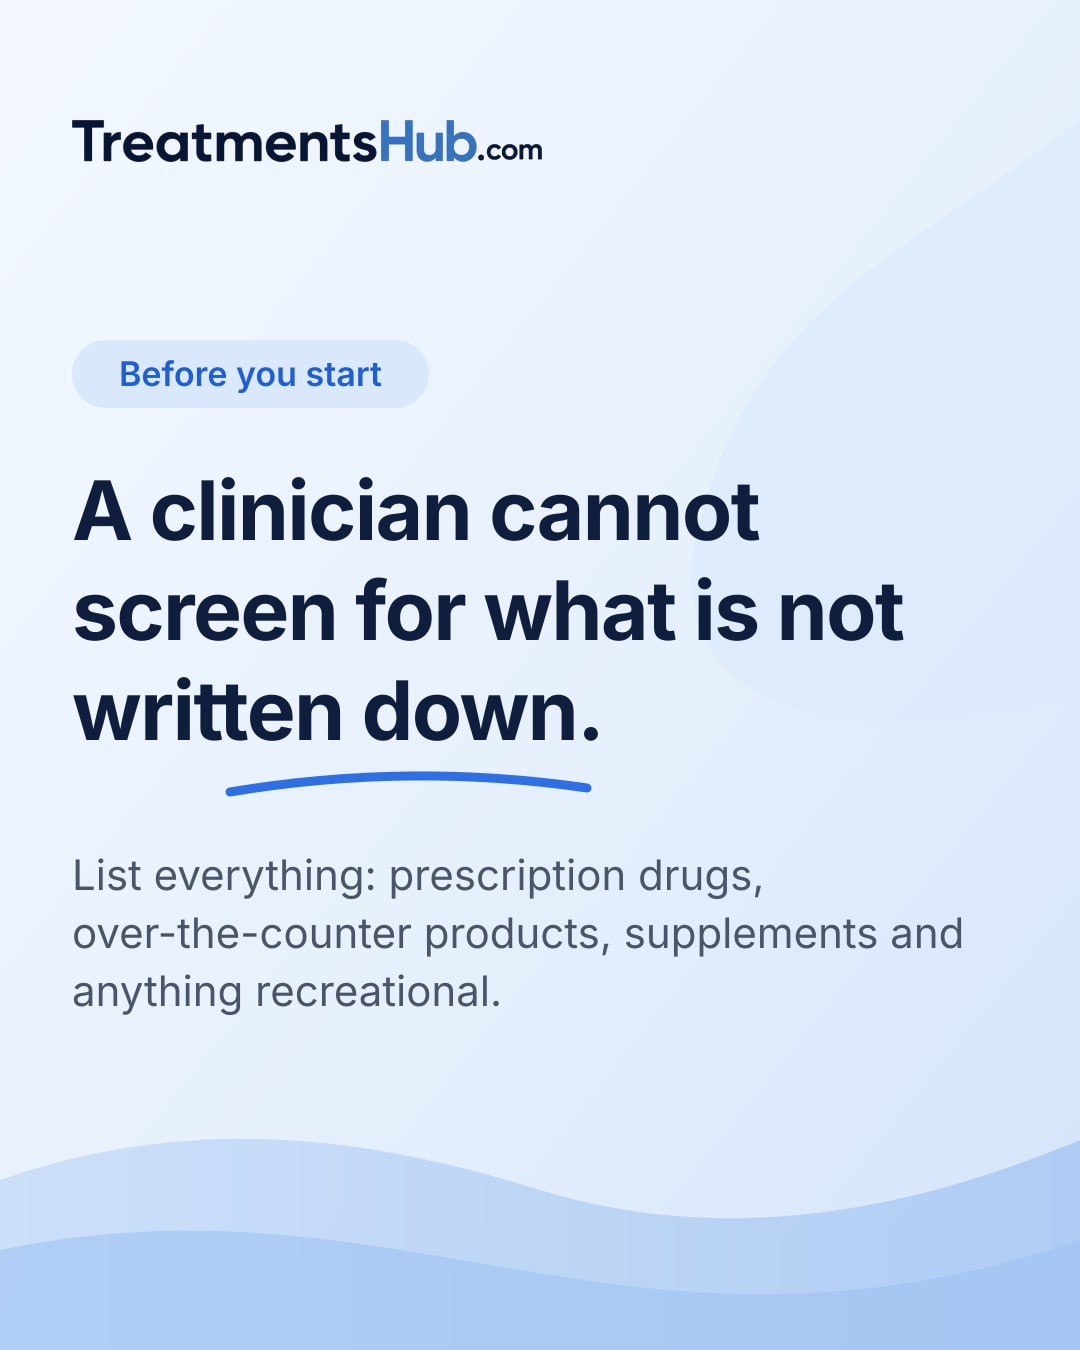 TreatmentsHub.com
Before you start
A clinician cannot
screen for what is not
written down.
List everything: prescription drugs,
over-the-counter products, supplements and
anything recreational.